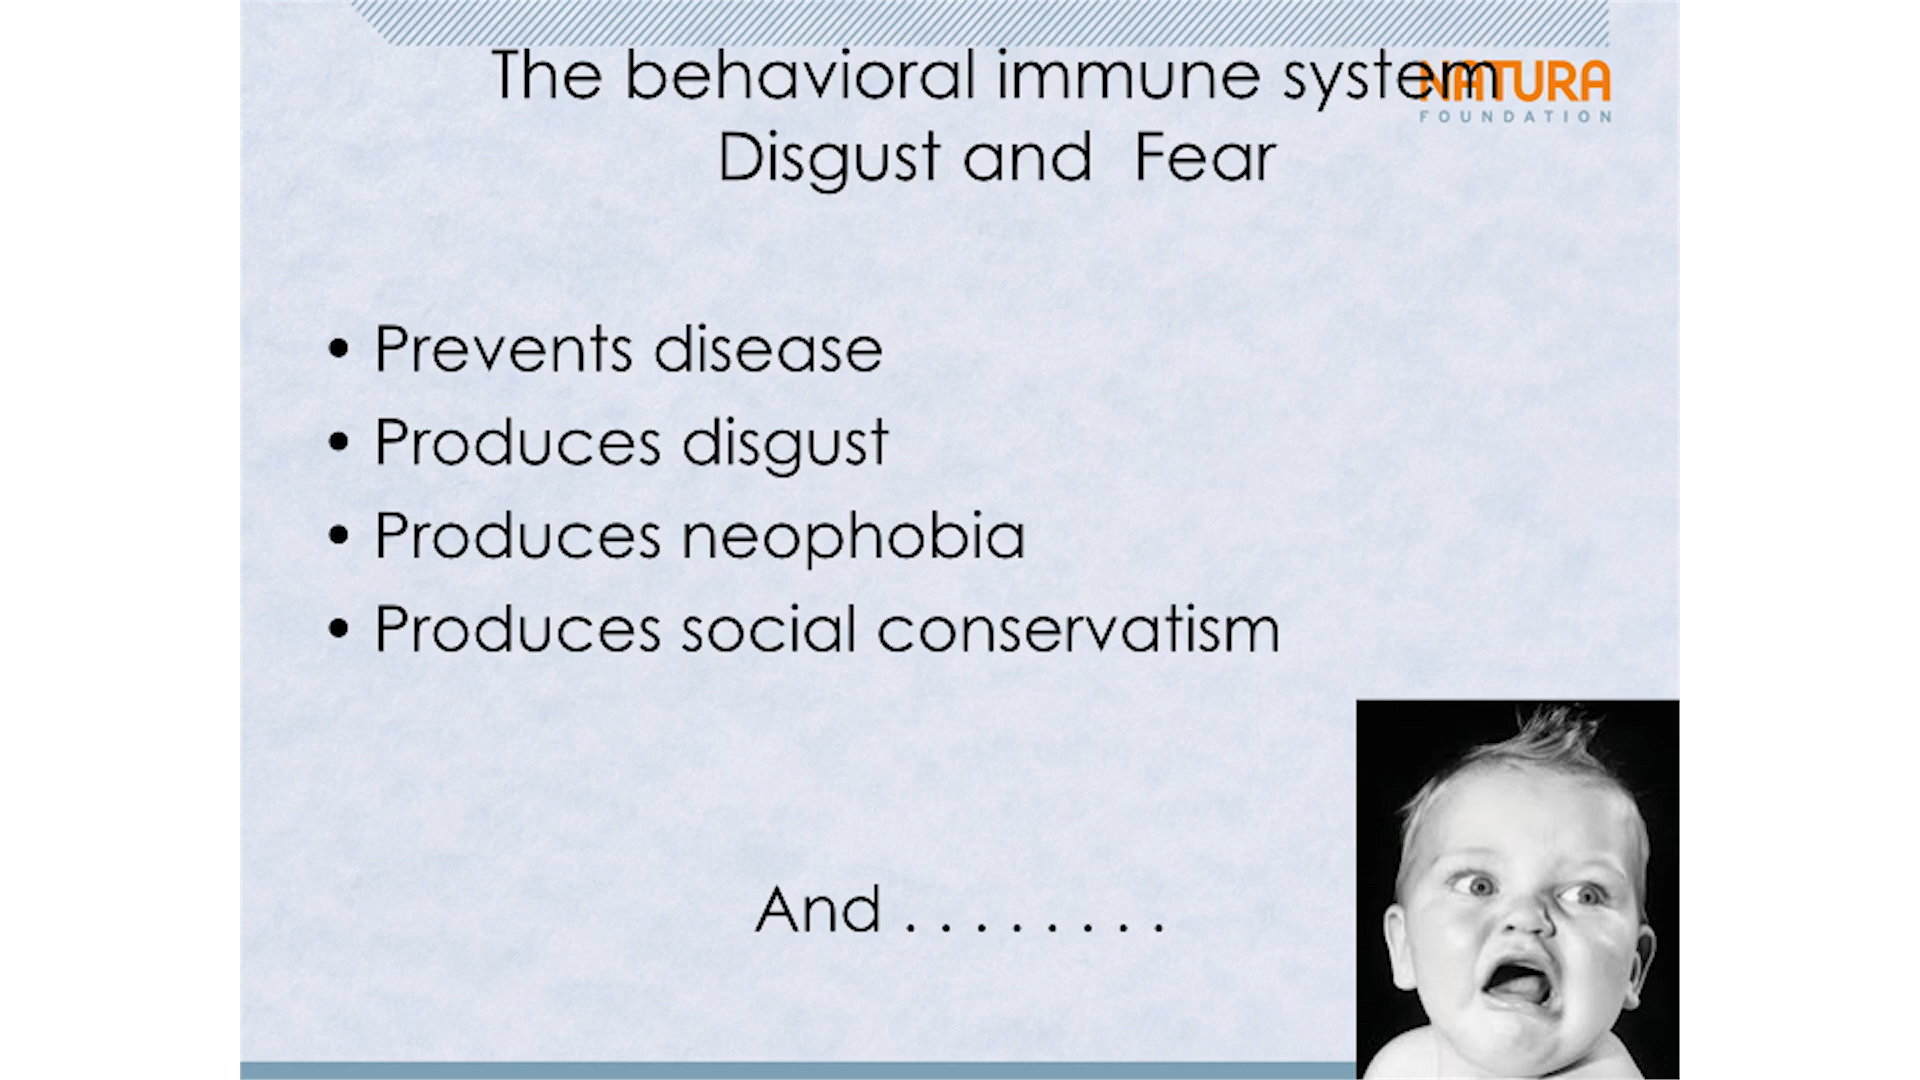 The behavioral immune system
NATURA
FOUNDATION
Disgust and Fear
• Prevents disease
• Produces disgust
• Produces neophobia
• Produces social conservatism
And . . . . . . . .